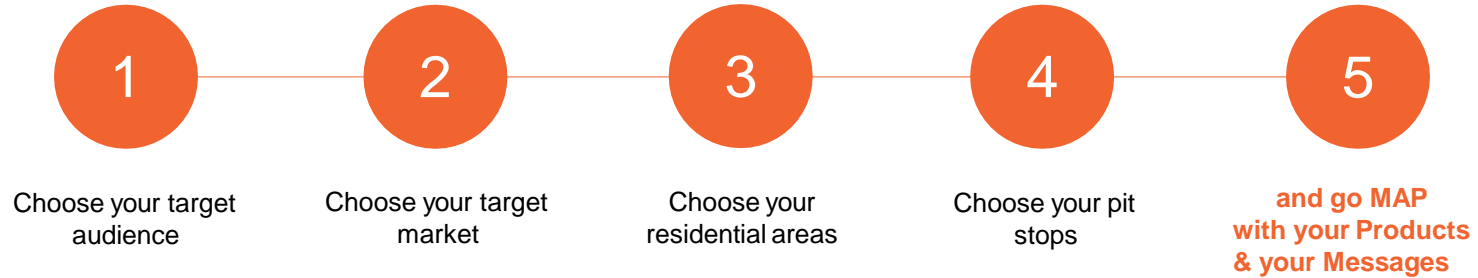 1
2
3
4
5
Choose your target
audience
Choose your target
market
Choose your
residential areas
Choose your pit
stops
and go MAP
with your Products
& your Messages